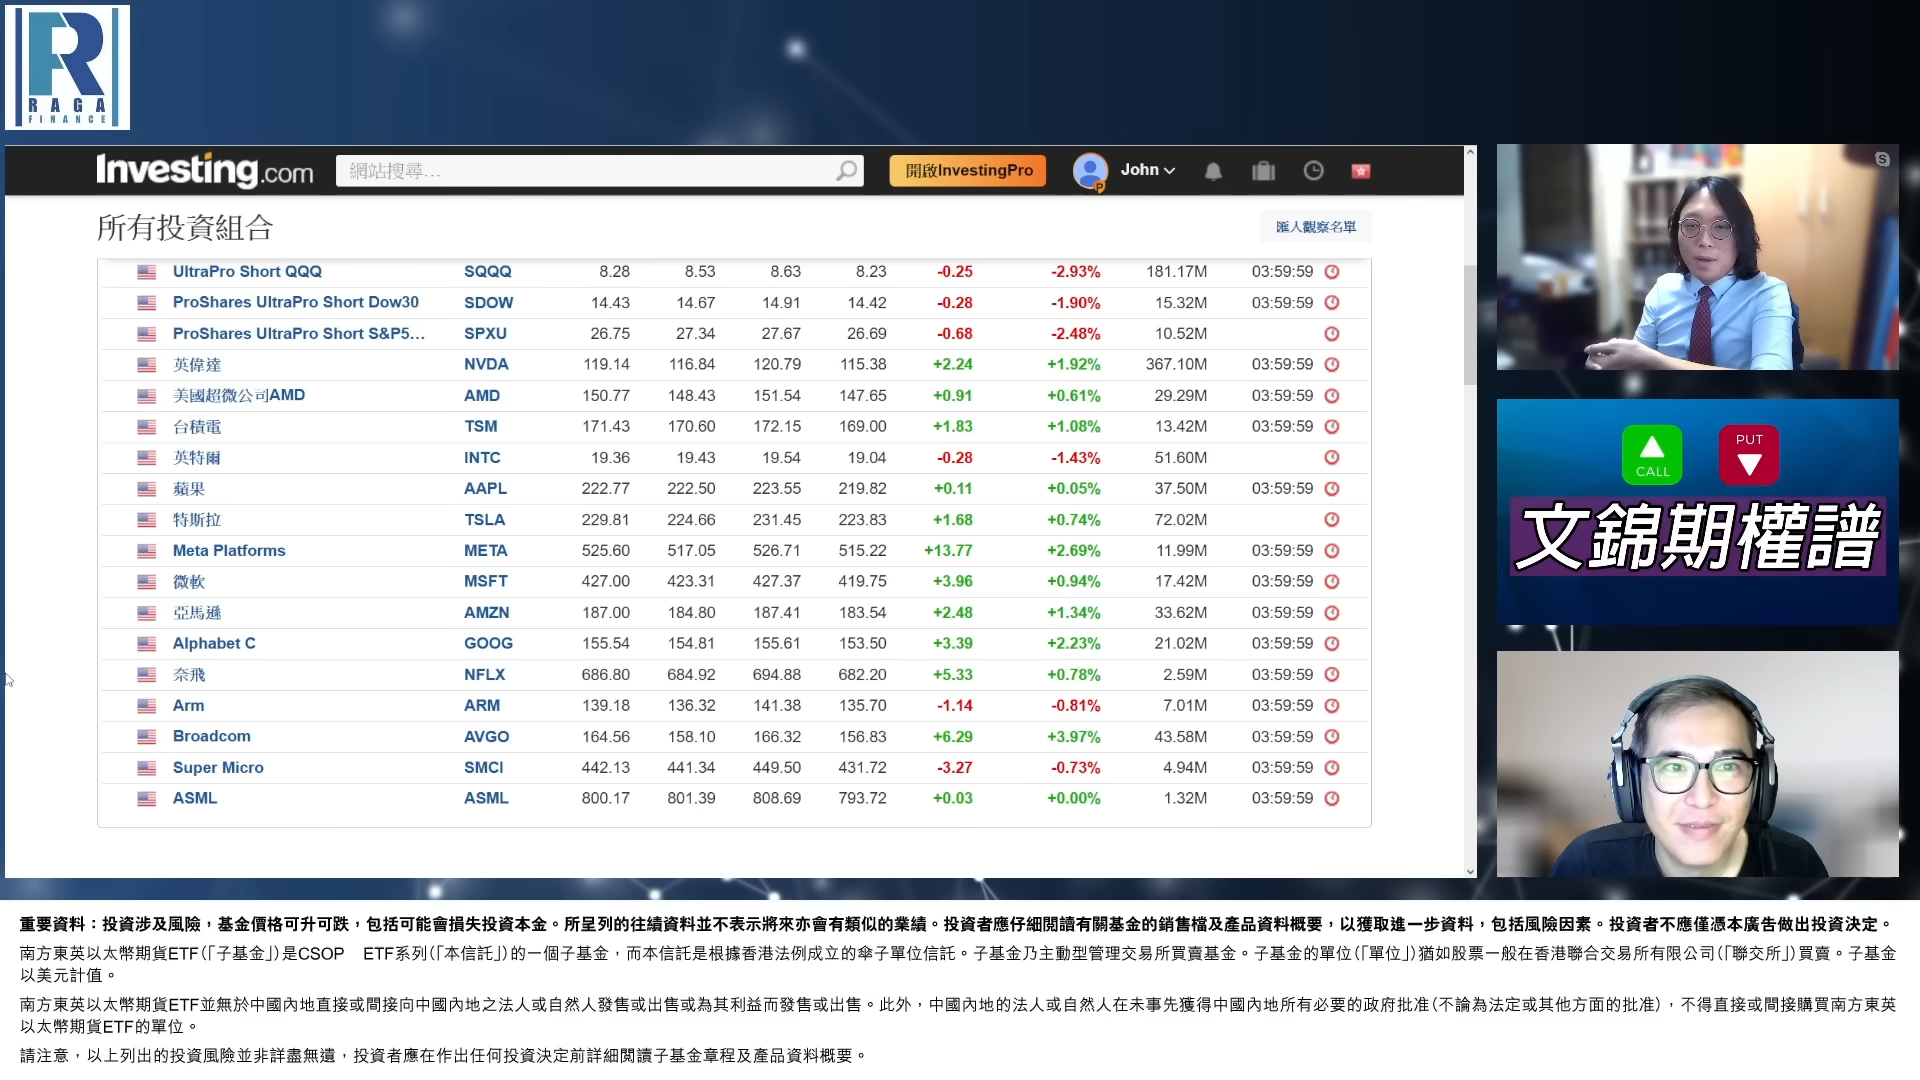 RAGA
FINANCE
Investing.com
網站搜尋...
開啟InvestingPro
John
所有投資組合
匯入觀察名單
UltraPro Short QQQ SQQQ 8.28 8.53 8.63 8.23 -0.25 -2.93% 181.17M 03:59:59
ProShares UltraPro Short Dow30 SDOW 14.43 14.67 14.91 14.42 -0.28 -1.90% 15.32M 03:59:59
ProShares UltraPro Short S&P5... SPXU 26.75 27.34 27.67 26.69 -0.68 -2.48% 10.52M
英偉達 NVDA 119.14 116.84 120.79 115.38 +2.24 +1.92% 367.10M 03:59:59
美國超微公司AMD AMD 150.77 148.43 151.54 147.65 +0.91 +0.61% 29.29M 03:59:59
台積電 TSM 171.43 170.60 172.15 169.00 +1.83 +1.08% 13.42M 03:59:59
英特爾 INTC 19.36 19.43 19.54 19.04 -0.28 -1.43% 51.60M
蘋果 AAPL 222.77 222.50 223.55 219.82 +0.11 +0.05% 37.50M 03:59:59
特斯拉 TSLA 229.81 224.66 231.45 223.83 +1.68 +0.74% 72.02M
Meta Platforms META 525.60 517.05 526.71 515.22 +13.77 +2.69% 11.99M 03:59:59
微軟 MSFT 427.00 423.31 427.37 419.75 +3.96 +0.94% 17.42M 03:59:59
亞馬遜 AMZN 187.00 184.80 187.41 183.54 +2.48 +1.34% 33.62M 03:59:59
Alphabet C GOOG 155.54 154.81 155.61 153.50 +3.39 +2.23% 21.02M 03:59:59
奈飛 NFLX 686.80 684.92 694.88 682.20 +5.33 +0.78% 2.59M 03:59:59
Arm ARM 139.18 136.32 141.38 135.70 -1.14 -0.81% 7.01M 03:59:59
Broadcom AVGO 164.56 158.10 166.32 156.83 +6.29 +3.97% 43.58M 03:59:59
Super Micro SMCI 442.13 441.34 449.50 431.72 -3.27 -0.73% 4.94M 03:59:59
ASML ASML 800.17 801.39 808.69 793.72 +0.03 +0.00% 1.32M 03:59:59
CALL
PUT
文錦期權譜
重要資料：投資涉及風險，基金價格可升可跌，包括可能會損失投資本金。所呈列的往績資料並不表示將來亦會有類似的業績。投資者應仔細閱讀有關基金的銷售檔及產品資料概要，以獲取進一步資料，包括風險因素。投資者不應僅憑本廣告做出投資決定。
南方東英以太幣期貨ETF(「子基金」)是CSOP ETF系列(「本信託」)的一個子基金，而本信託是根據香港法例成立的傘子單位信託。子基金乃主動型管理交易所買賣基金。子基金的單位(「單位」)猶如股票一般在香港聯合交易所有限公司(「聯交所」)買賣。子基金
以美元計值。
南方東英以太幣期貨ETF並無於中國內地直接或間接向中國內地之法人或自然人發售或出售或為其利益而發售或出售。此外，中國內地的法人或自然人在未事先獲得中國內地所有必要的政府批准(不論為法定或其他方面的批准)，不得直接或間接購買南方東英
以太幣期貨ETF的單位。
請注意，以上列出的投資風險並非詳盡無遺，投資者應在作出任何投資決定前詳細閱讀子基金章程及產品資料概要。